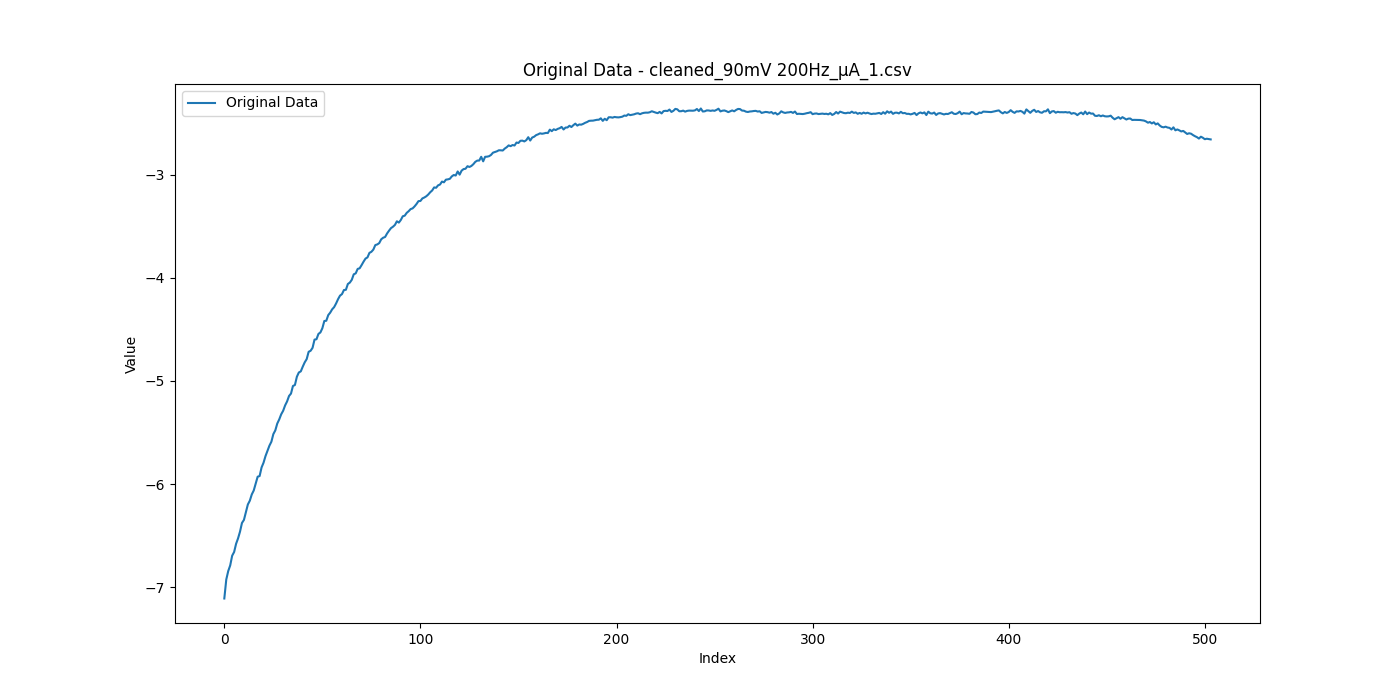 Original Data - cleaned_90mV 200Hz_μA_1.csv
Original Data
Value
−3
−4
−5
−6
−7
0 100 200 300 400 500
Index